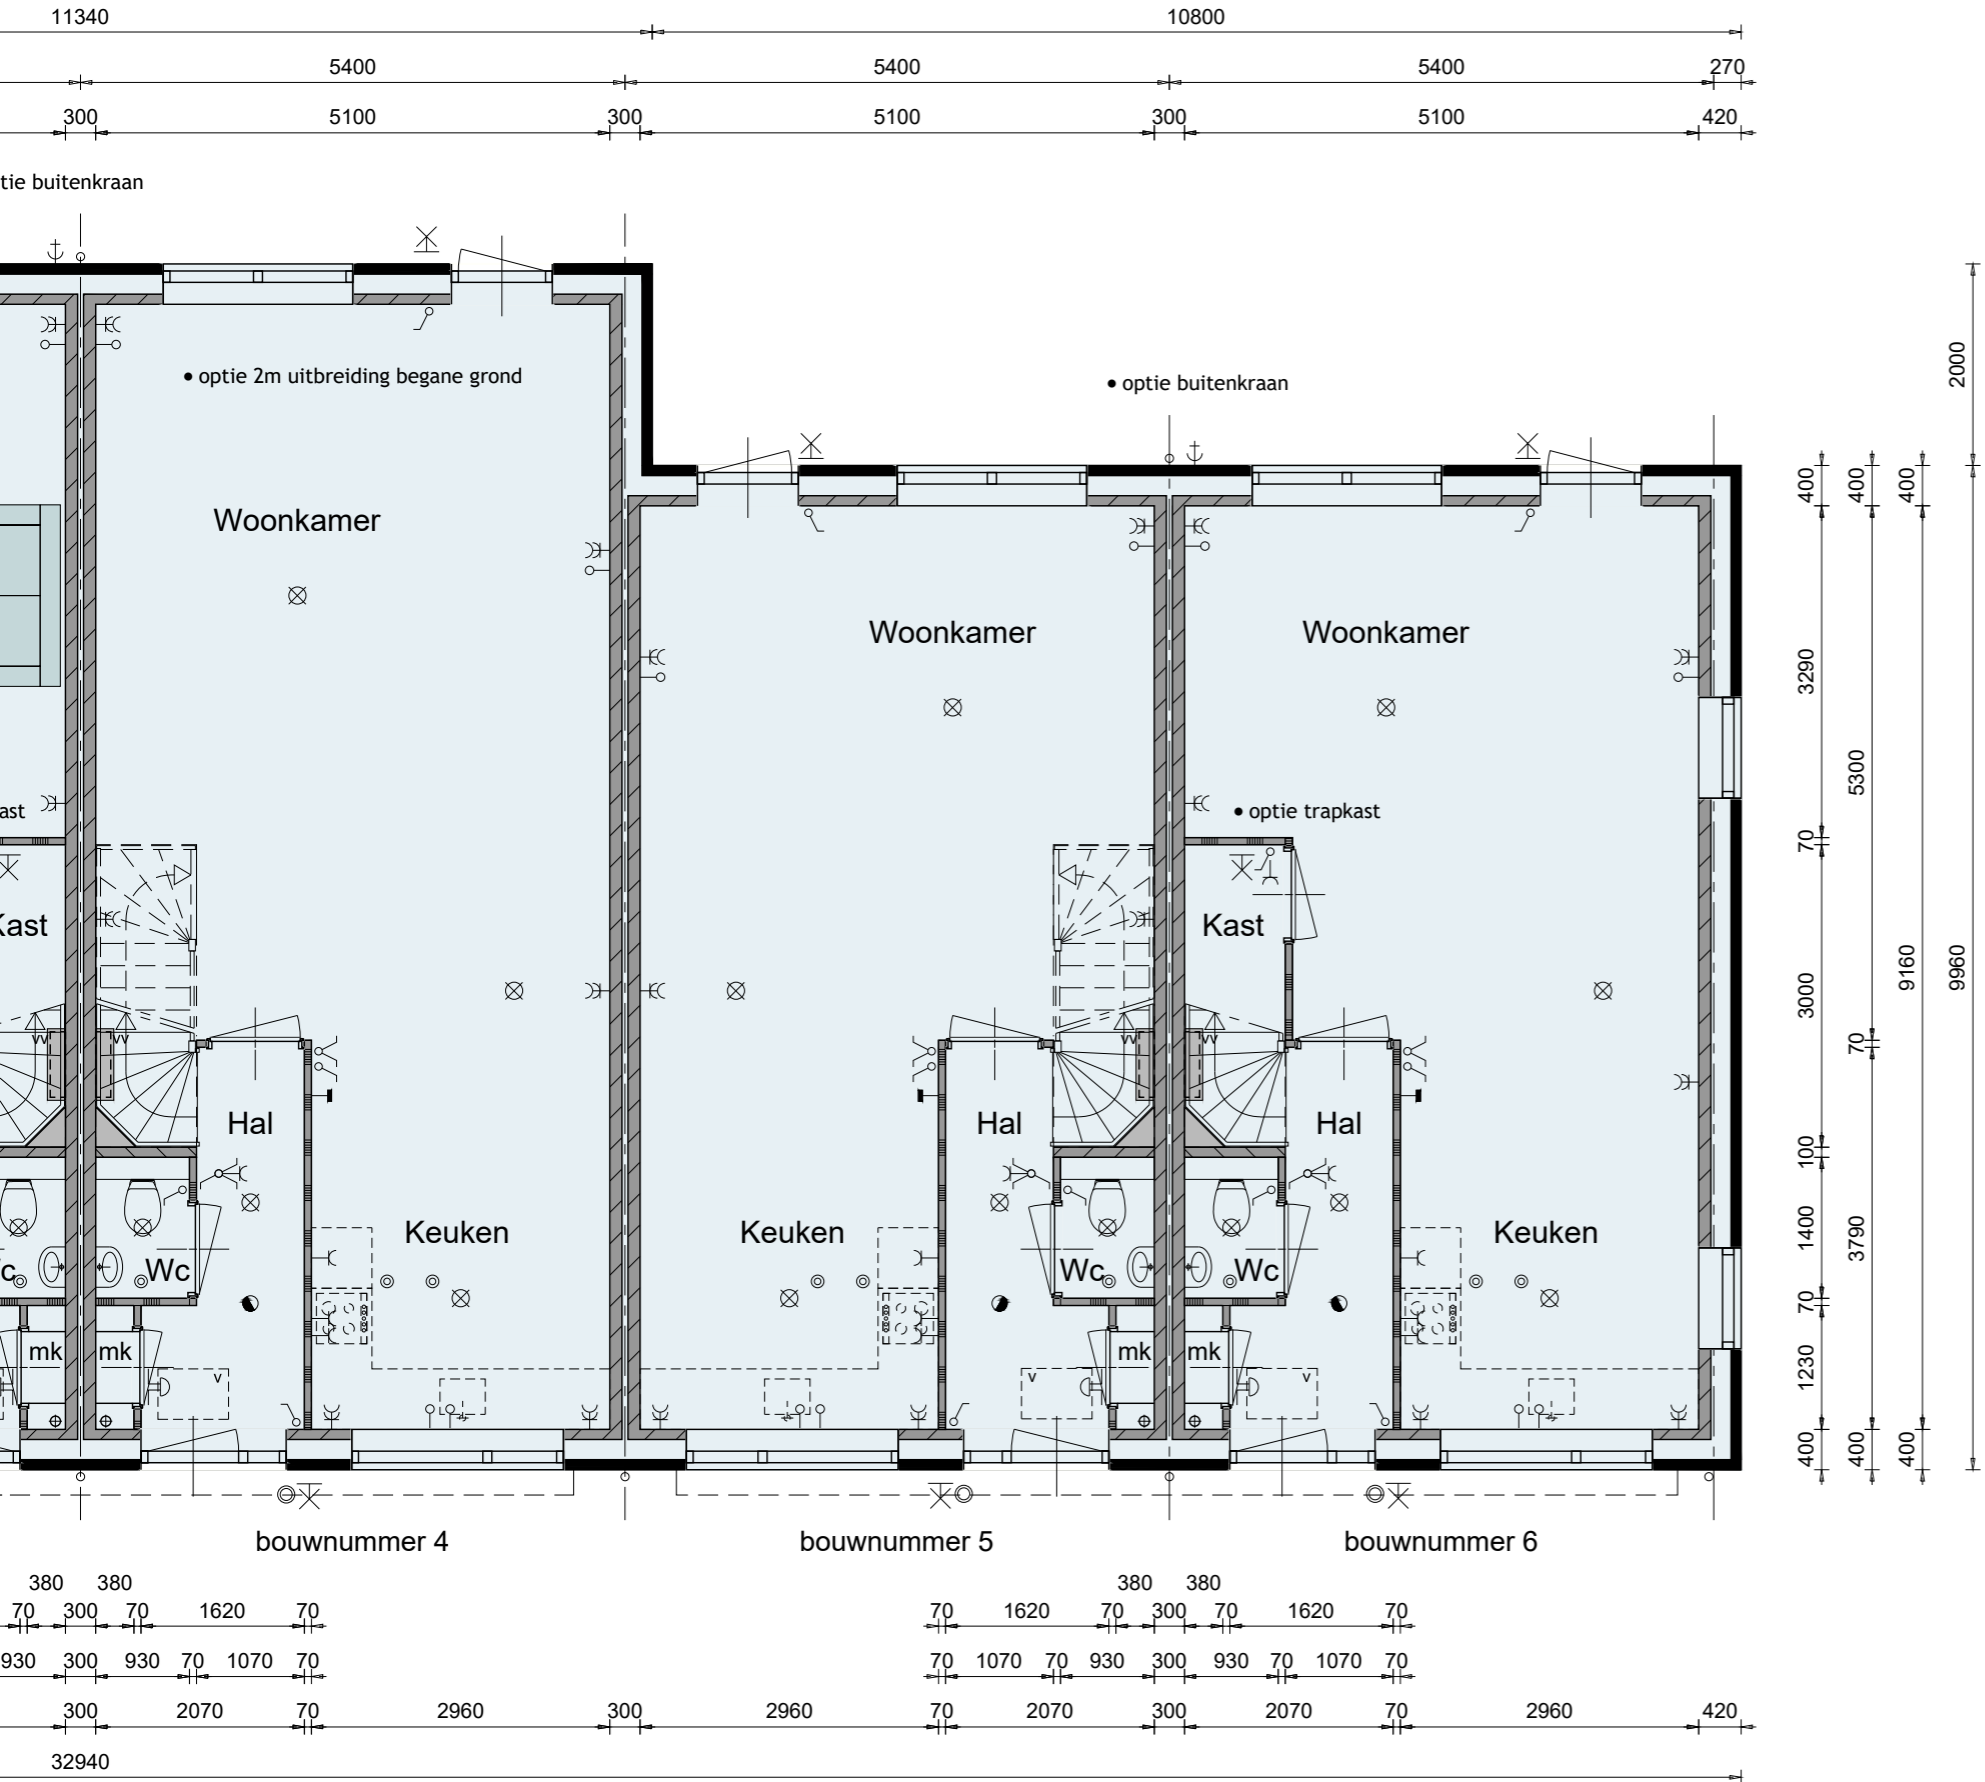 11340 10800
5400 5400 5400 270
300 5100 300 5100 300 5100 420
tie buitenkraan
• optie 2m uitbreiding begane grond
• optie buitenkraan
2000
400 400 400
Woonkamer
Woonkamer Woonkamer
3290
5300
ast
• optie trapkast
70
Kast Kast
9160 9960
3000
70
Hal Hal Hal
100
Keuken Keuken Keuken
1400 3790
c Wc Wc Wc
70
mk mk mk mk
1230
v v v
400 400 400
bouwnummer 4 bouwnummer 5 bouwnummer 6
380 380 380 380
70 300 70 1620 70 70 1620 70 300 70 1620 70
930 300 930 70 1070 70 70 1070 70 930 300 930 70 1070 70
300 2070 70 2960 300 2960 70 2070 300 2070 70 2960 420
32940